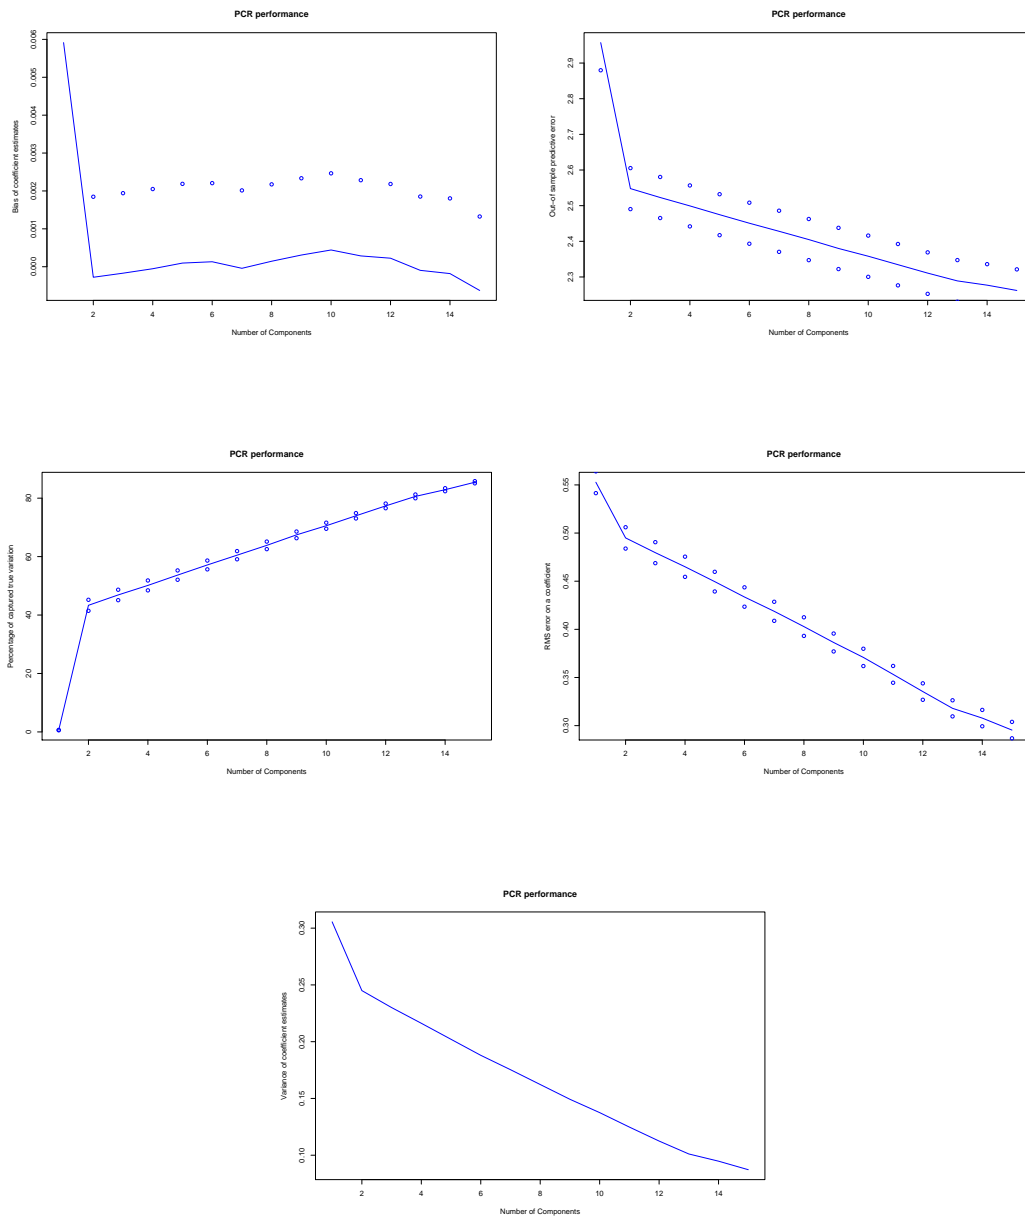 PCR performance
Bias of coefficient estimates
0.000 0.001 0.002 0.003 0.004 0.005 0.006
2 4 6 8 10 12 14
Number of Components
PCR performance
Out-of sample predictive error
2.3 2.4 2.5 2.6 2.7 2.8 2.9
2 4 6 8 10 12 14
Number of Components
PCR performance
Percentage of captured true variation
0 20 40 60 80
2 4 6 8 10 12 14
Number of Components
PCR performance
RMS error on a coefficient
0.30 0.35 0.40 0.45 0.50 0.55
2 4 6 8 10 12 14
Number of Components
PCR performance
Variance of coefficient estimates
0.10 0.15 0.20 0.25 0.30
2 4 6 8 10 12 14
Number of Components